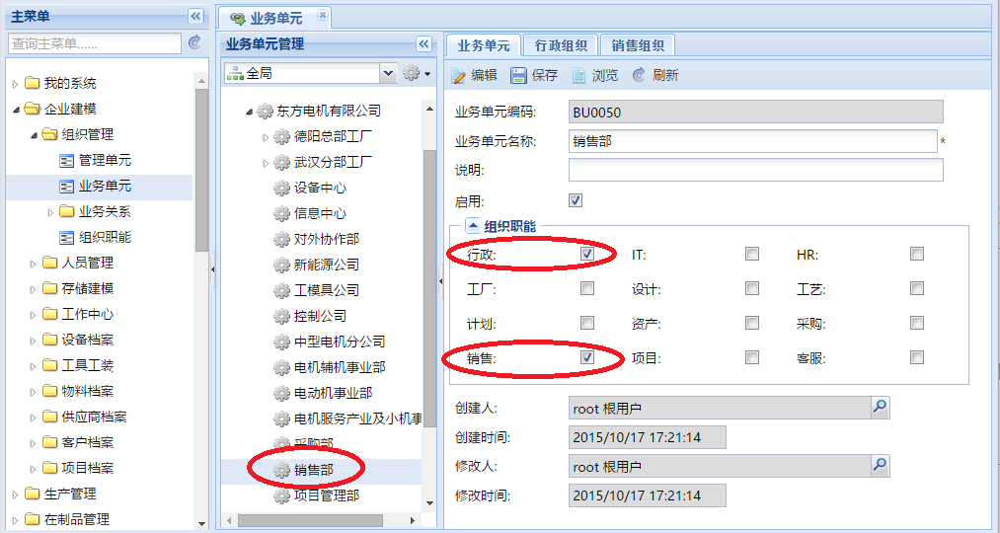 主菜单
查询主菜单......
我的系统
企业建模
组织管理
管理单元
业务单元
业务关系
组织职能
人员管理
存储建模
工作中心
设备档案
工具工装
物料档案
供应商档案
客户档案
项目档案
生产管理
在制品管理
业务单元
业务单元管理
全局
东方电机有限公司
德阳总部工厂
武汉分部工厂
设备中心
信息中心
对外协作部
新能源公司
工模具公司
控制公司
中型电机分公司
电机辅机事业部
电动机事业部
电机服务产业及小机事
采购部
销售部
项目管理部
业务单元 行政组织 销售组织
编辑 保存 浏览 刷新
业务单元编码: BU0050
业务单元名称: 销售部 *
说明:
启用:
组织职能
行政: IT: HR:
工厂: 设计: 工艺:
计划: 资产: 采购:
销售: 项目: 客服:
创建人: root 根用户
创建时间: 2015/10/17 17:21:14
修改人: root 根用户
修改时间: 2015/10/17 17:21:14